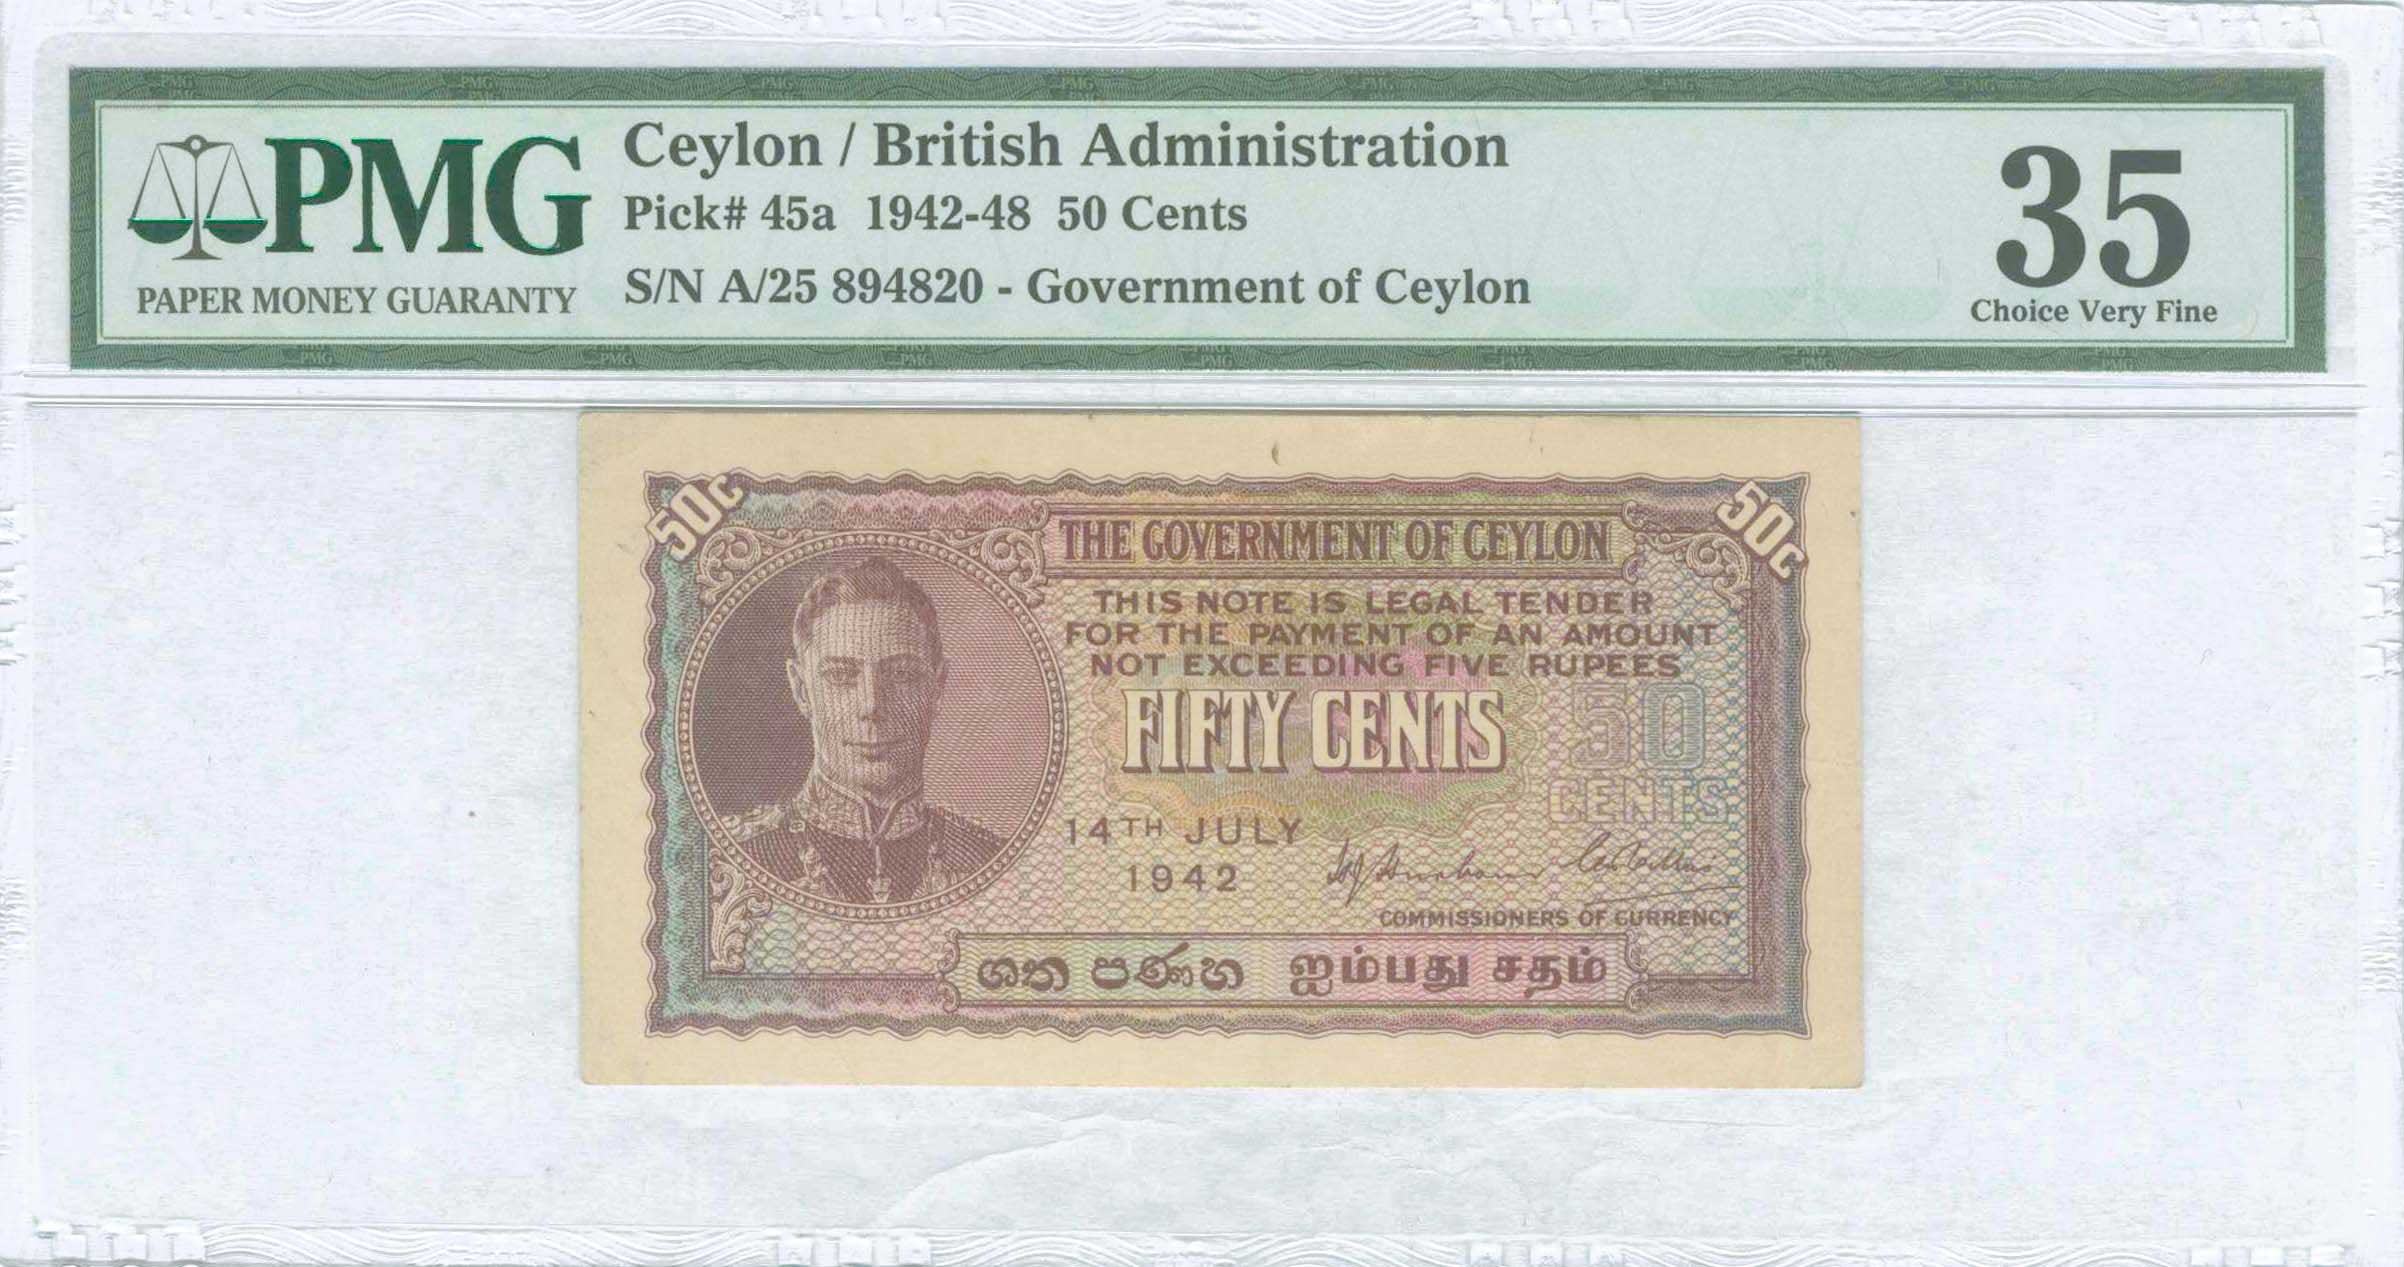 PMG
PAPER MONEY GUARANTY
Ceylon / British Administration
Pick# 45a 1942-48 50 Cents
S/N A/25 894820 - Government of Ceylon
35
Choice Very Fine
50c
50c
THE GOVERNMENT OF CEYLON
THIS NOTE IS LEGAL TENDER
FOR THE PAYMENT OF AN AMOUNT
NOT EXCEEDING FIVE RUPEES
FIFTY CENTS
50
CENTS
14TH JULY
1942
COMMISSIONERS OF CURRENCY
ශත පණහ ஐம்பது சதம்